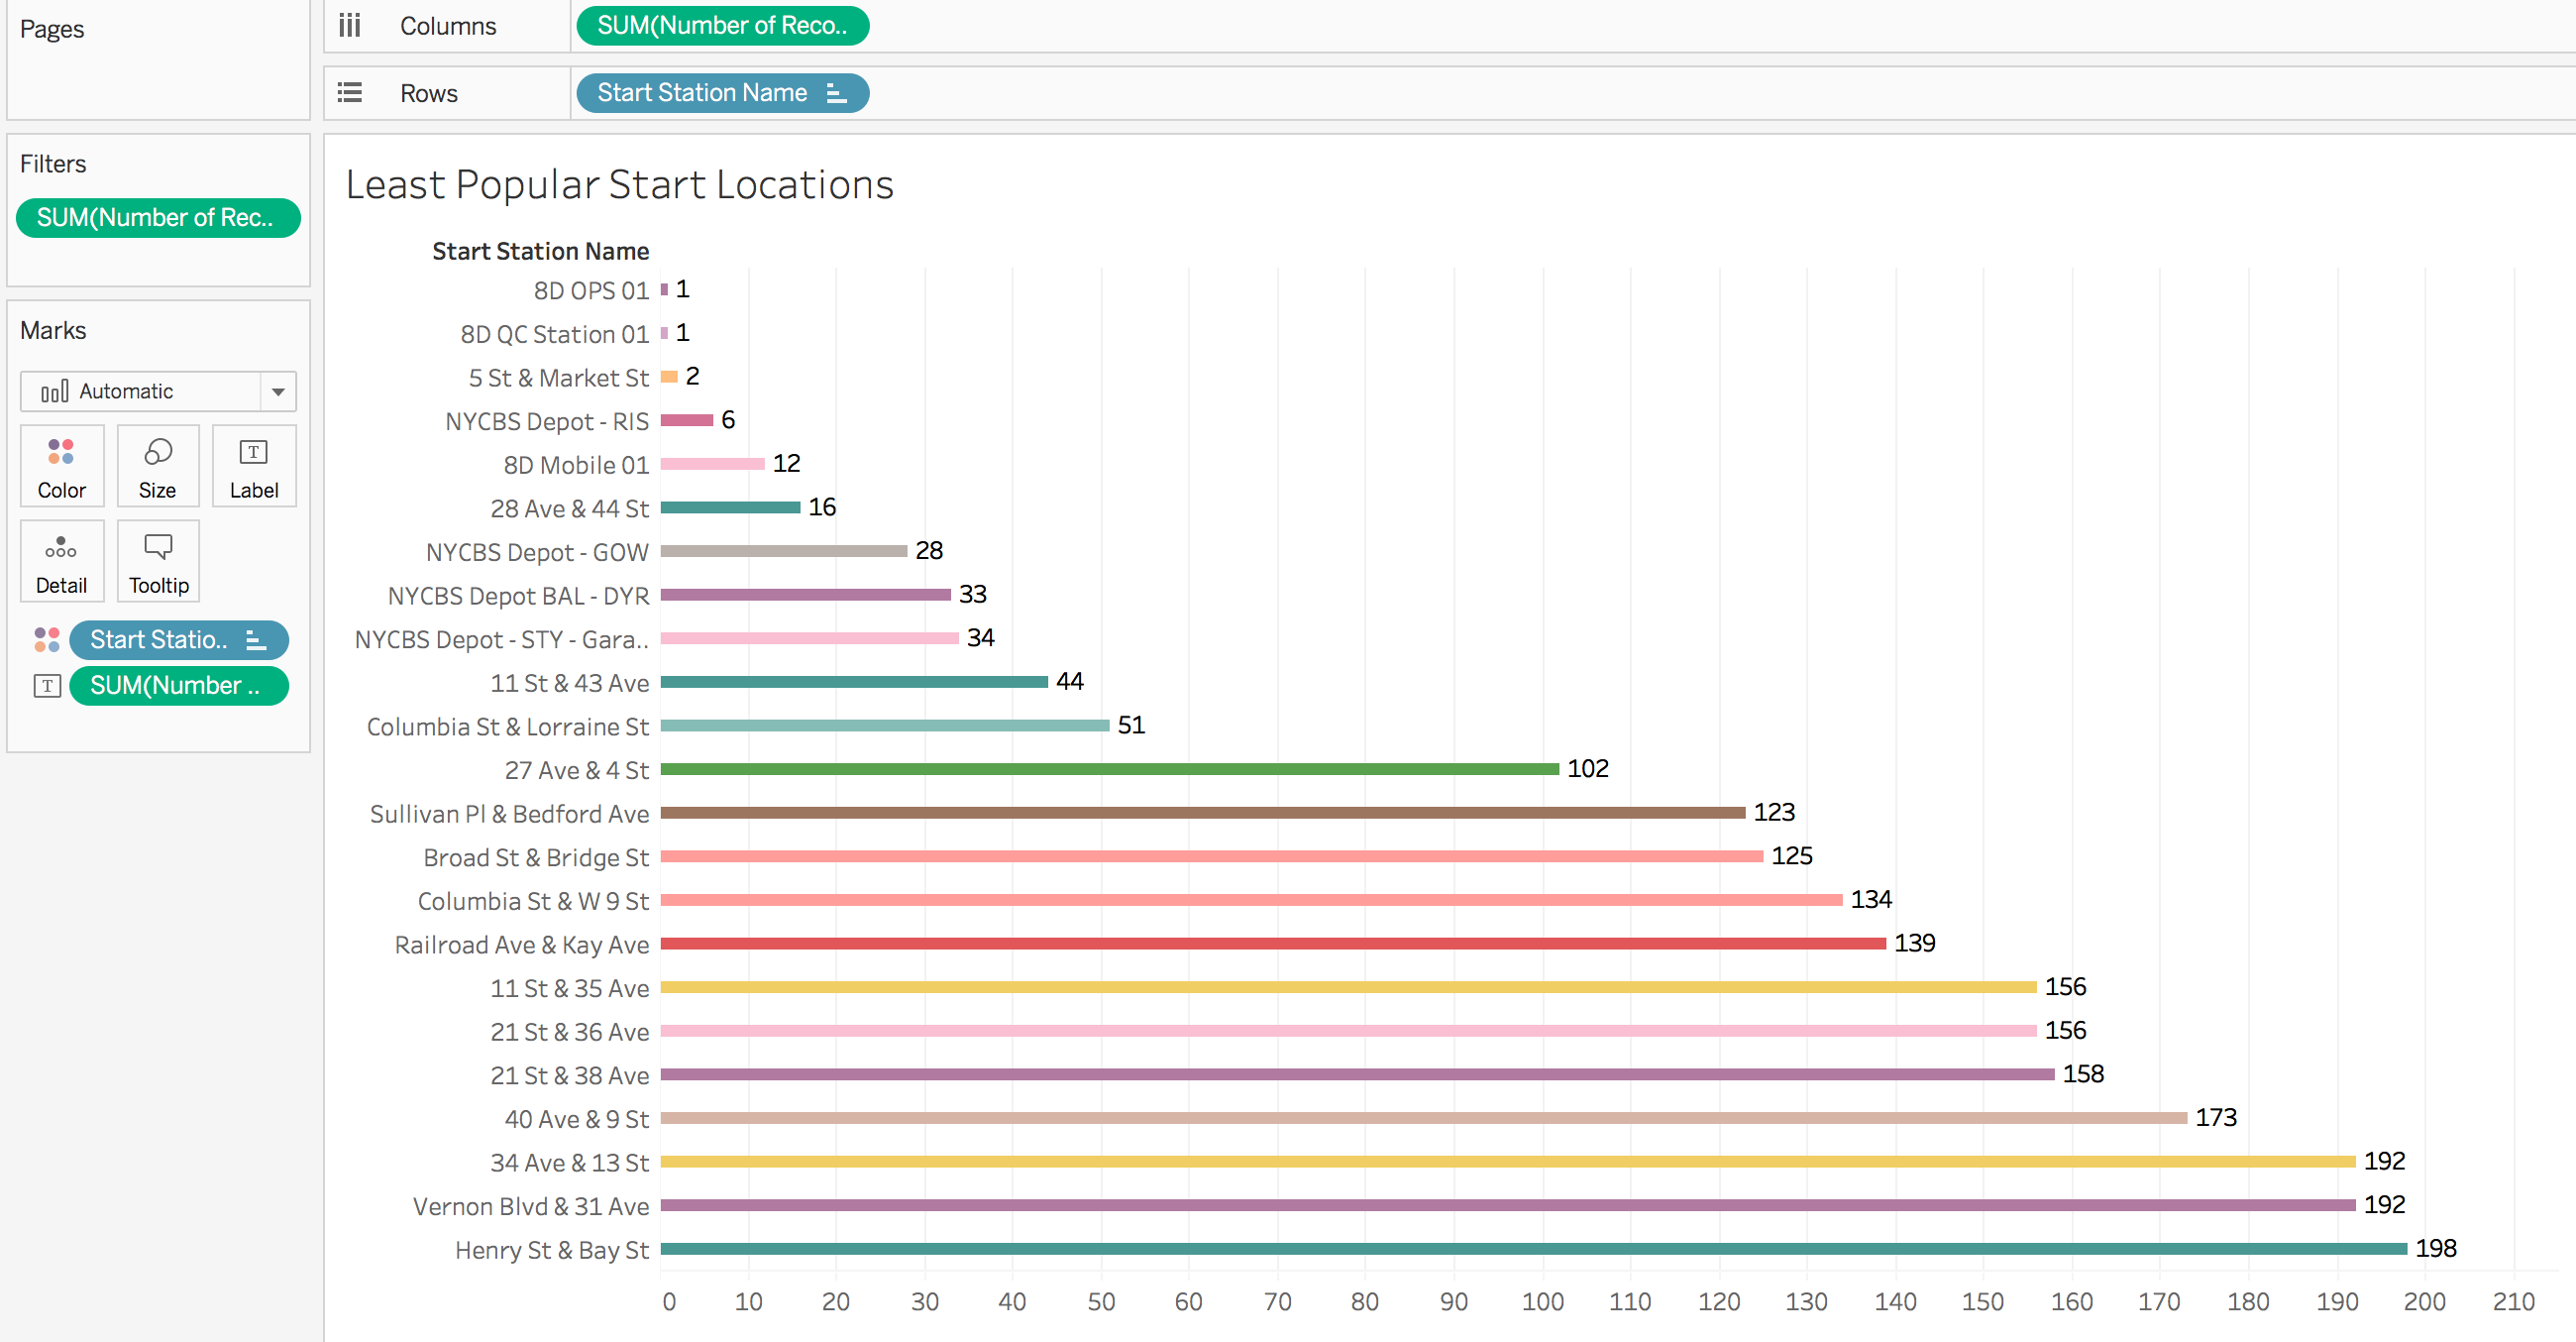 Pages
Columns
SUM(Number of Reco..
Rows
Start Station Name
Filters
SUM(Number of Rec..
Marks
Automatic
Color
Size
T
Label
Detail
Tooltip
Start Statio..
T
SUM(Number ..
Least Popular Start Locations
Start Station Name
8D OPS 01 1
8D QC Station 01 1
5 St & Market St 2
NYCBS Depot - RIS 6
8D Mobile 01 12
28 Ave & 44 St 16
NYCBS Depot - GOW 28
NYCBS Depot BAL - DYR 33
NYCBS Depot - STY - Gara.. 34
11 St & 43 Ave 44
Columbia St & Lorraine St 51
27 Ave & 4 St 102
Sullivan Pl & Bedford Ave 123
Broad St & Bridge St 125
Columbia St & W 9 St 134
Railroad Ave & Kay Ave 139
11 St & 35 Ave 156
21 St & 36 Ave 156
21 St & 38 Ave 158
40 Ave & 9 St 173
34 Ave & 13 St 192
Vernon Blvd & 31 Ave 192
Henry St & Bay St 198
0 10 20 30 40 50 60 70 80 90 100 110 120 130 140 150 160 170 180 190 200 210